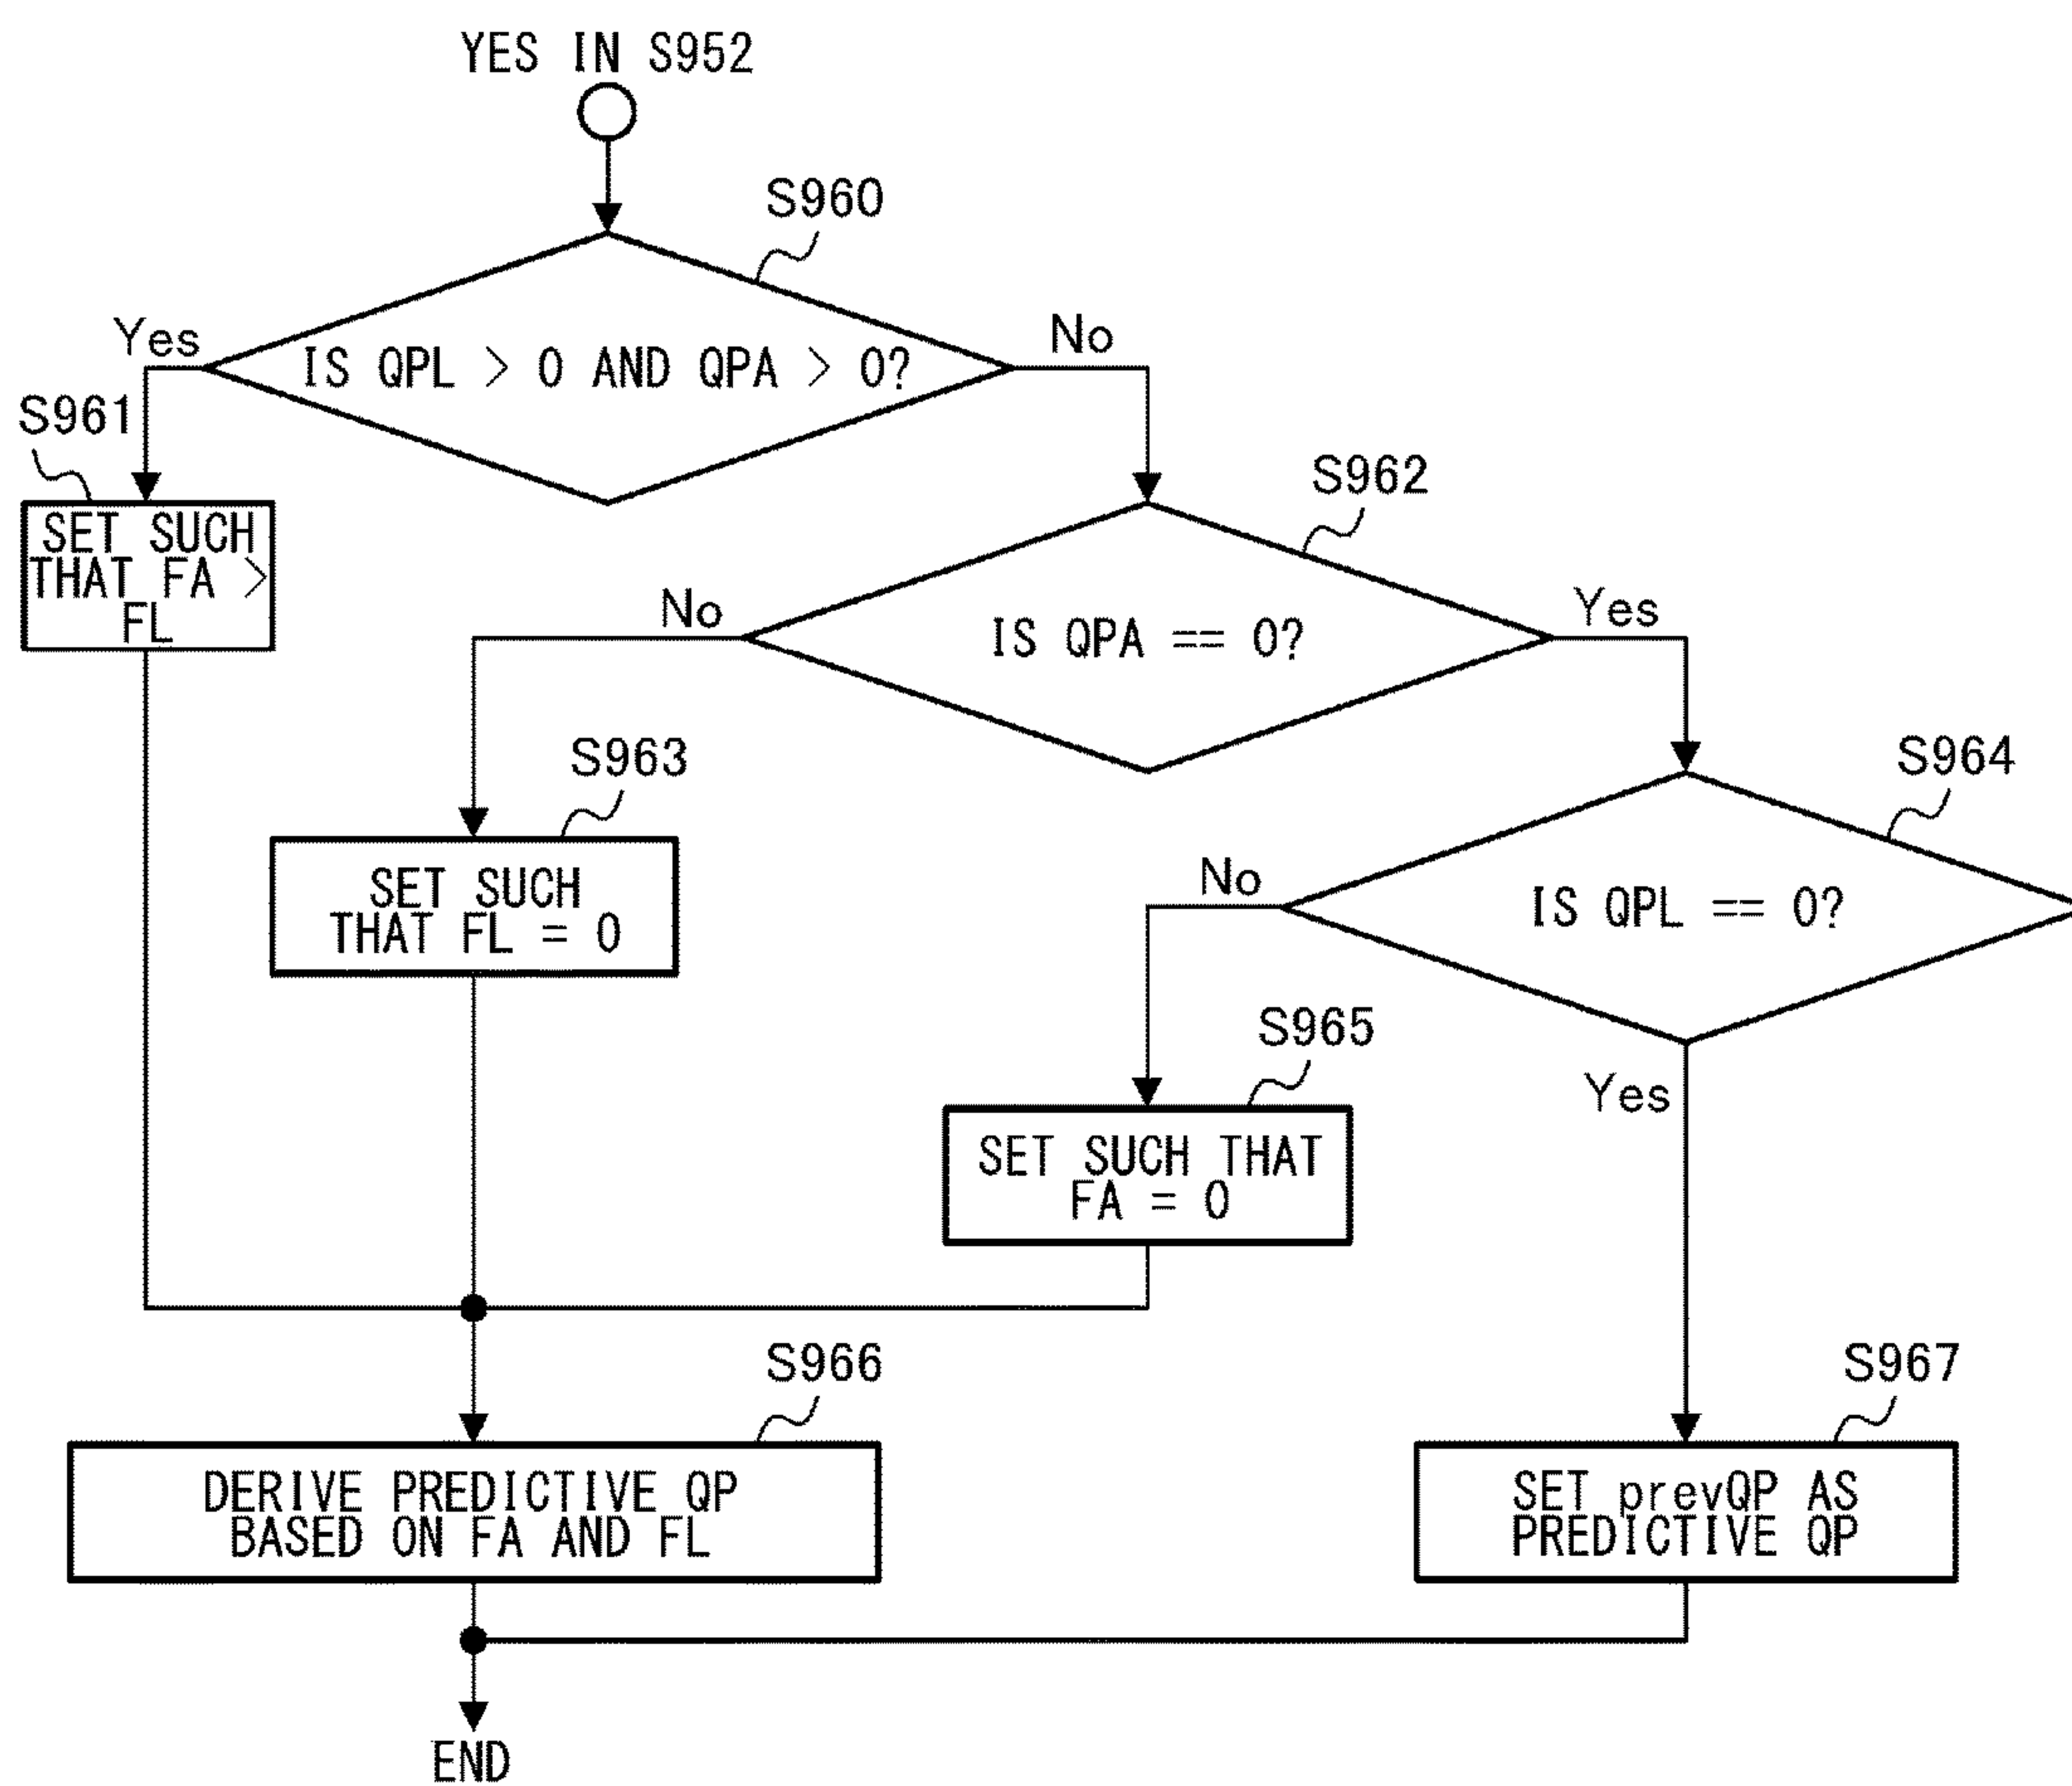 YES IN S952
S960
IS QPL > 0 AND QPA > 0?
Yes
No
S961
SET SUCH
THAT FA >
FL
S962
IS QPA == 0?
No
Yes
S963
SET SUCH
THAT FL = 0
S964
IS QPL == 0?
No
Yes
S965
SET SUCH THAT
FA = 0
S966
DERIVE PREDICTIVE QP
BASED ON FA AND FL
S967
SET prevQP AS
PREDICTIVE QP
END